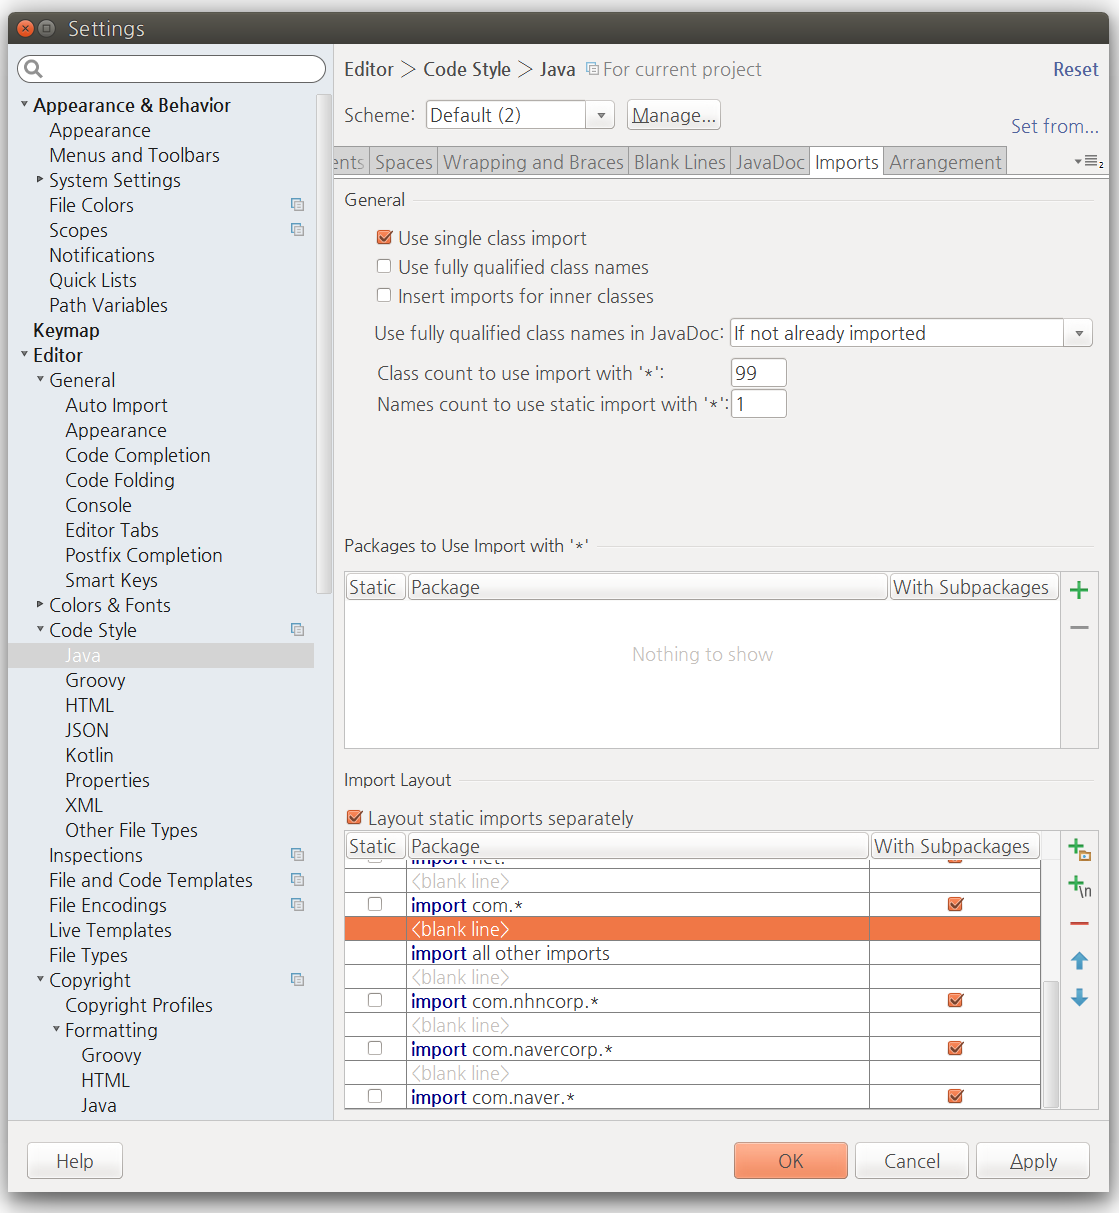 Settings
Appearance & Behavior
Appearance
Menus and Toolbars
System Settings
File Colors
Scopes
Notifications
Quick Lists
Path Variables
Keymap
Editor
General
Auto Import
Appearance
Code Completion
Code Folding
Console
Editor Tabs
Postfix Completion
Smart Keys
Colors & Fonts
Code Style
Java
Groovy
HTML
JSON
Kotlin
Properties
XML
Other File Types
Inspections
File and Code Templates
File Encodings
Live Templates
File Types
Copyright
Copyright Profiles
Formatting
Groovy
HTML
Java
Editor > Code Style > Java For current project Reset
Scheme: Default (2) Manage...
Set from...
ents Spaces Wrapping and Braces Blank Lines JavaDoc Imports Arrangement 2
General
Use single class import
Use fully qualified class names
Insert imports for inner classes
Use fully qualified class names in JavaDoc: If not already imported
Class count to use import with '*': 99
Names count to use static import with '*': 1
Packages to Use Import with '*'
Static Package With Subpackages
Nothing to show
Import Layout
Layout static imports separately
Static Package With Subpackages
import net.
<blank line>
import com.*
<blank line>
import all other imports
<blank line>
import com.nhncorp.*
<blank line>
import com.navercorp.*
<blank line>
import com.naver.*
\n
Help OK Cancel Apply